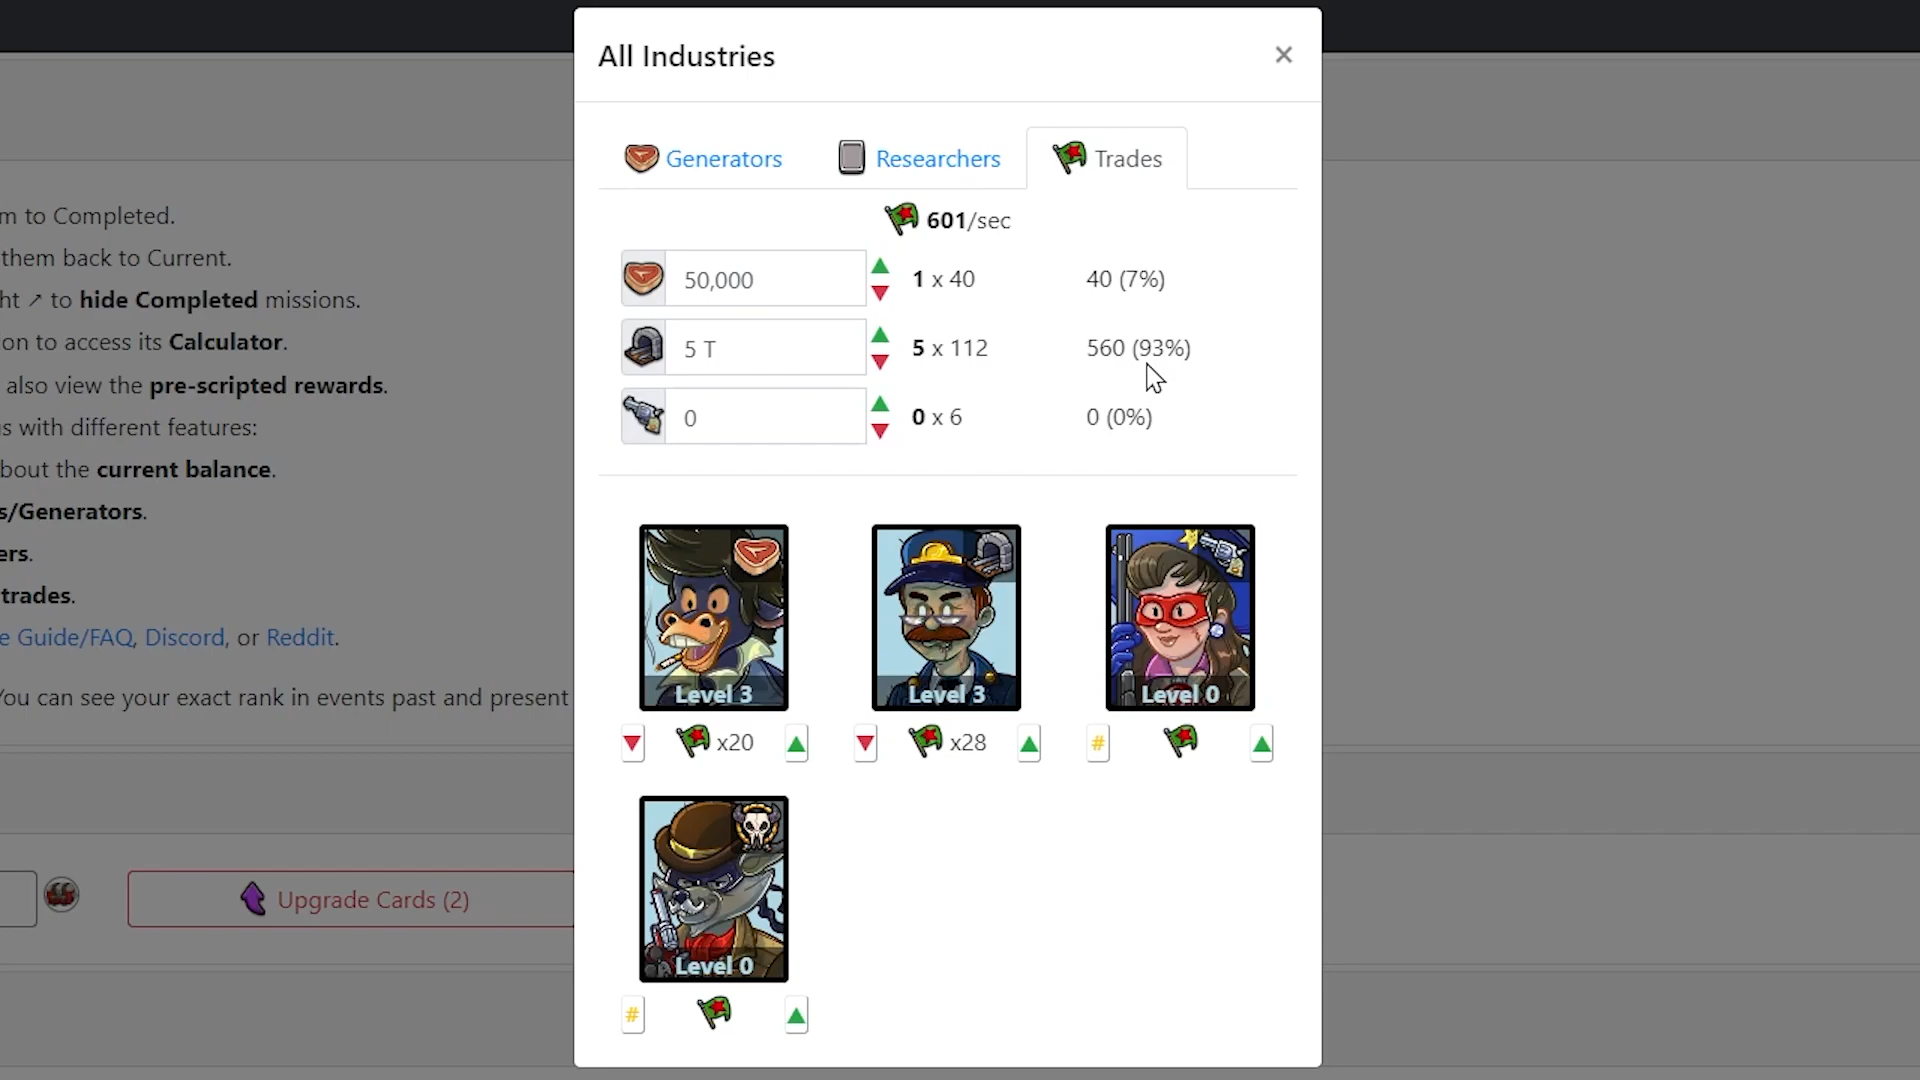 All Industries
×
Generators
Researchers
Trades
601/sec
50,000
1 x 40
40 (7%)
5 T
5 x 112
560 (93%)
0
0 x 6
0 (0%)
Level 3
Level 3
Level 0
x20
x28
#
Level 0
#
m to Completed.
them back to Current.
ht ↗ to hide Completed missions.
on to access its Calculator.
also view the pre-scripted rewards.
s with different features:
bout the current balance.
s/Generators.
ers.
trades.
e Guide/FAQ, Discord, or Reddit.
You can see your exact rank in events past and present
Upgrade Cards (2)